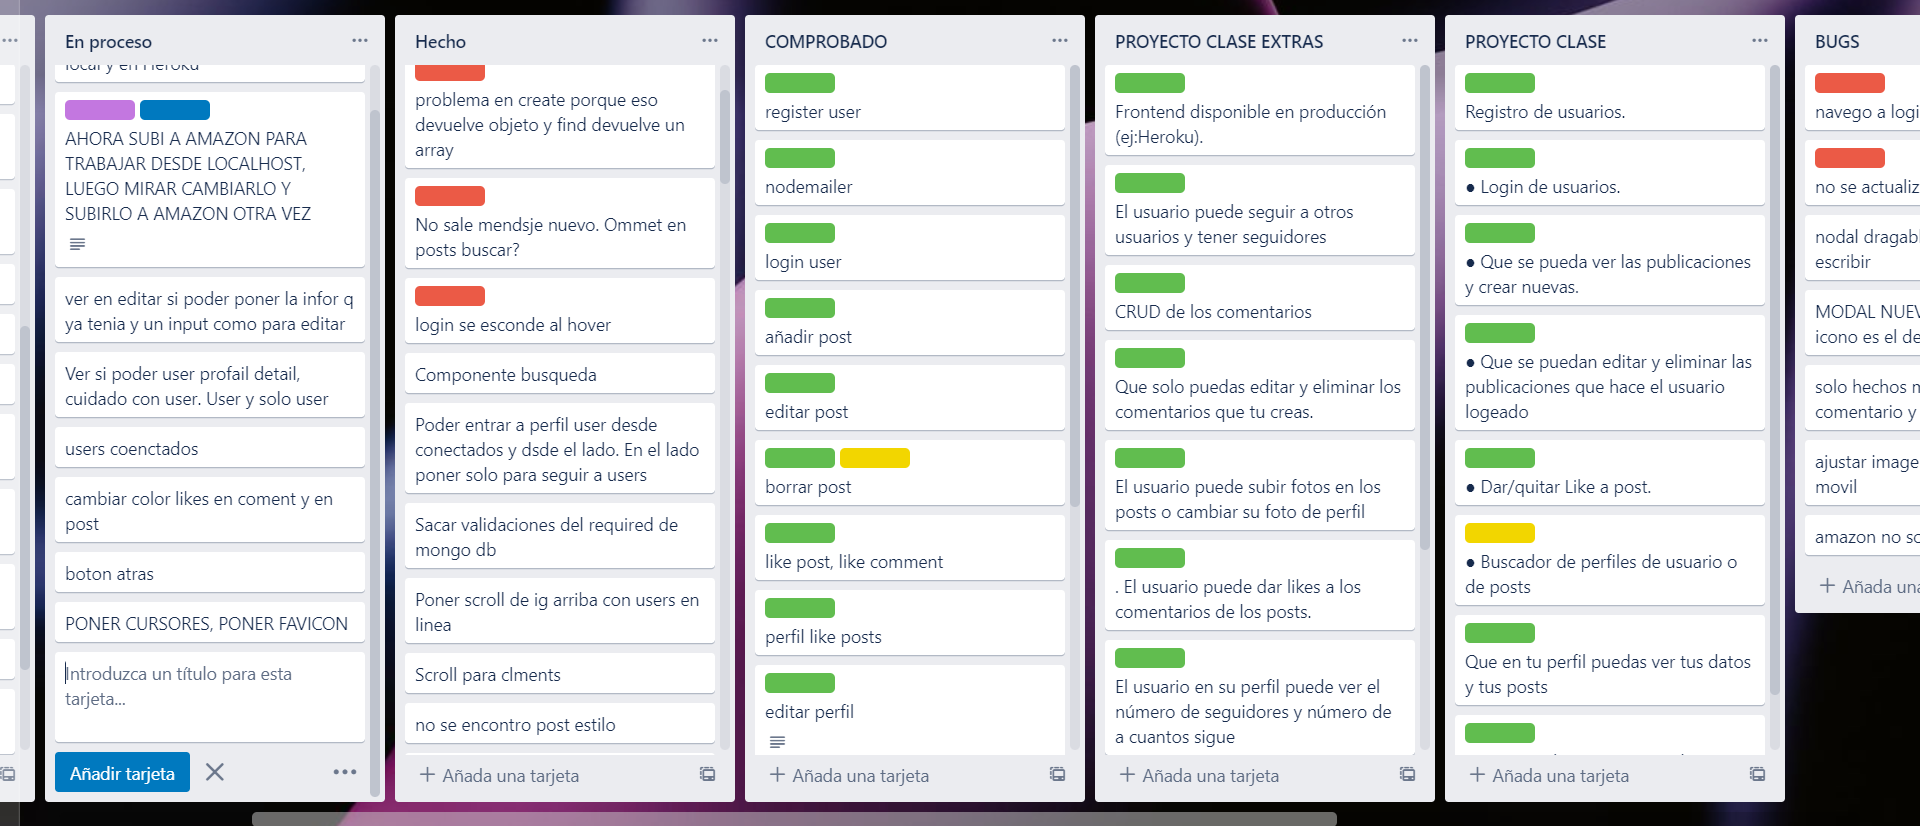 En proceso
local y en Heroku
AHORA SUBI A AMAZON PARA
TRABAJAR DESDE LOCALHOST,
LUEGO MIRAR CAMBIARLO Y
SUBIRLO A AMAZON OTRA VEZ
ver en editar si poder poner la infor q
ya tenia y un input como para editar
Ver si poder user profail detail,
cuidado con user. User y solo user
users coenctados
cambiar color likes en coment y en
post
boton atras
PONER CURSORES, PONER FAVICON
Introduzca un título para esta
tarjeta...
Añadir tarjeta
Hecho
problema en create porque eso
devuelve objeto y find devuelve un
array
No sale mendsje nuevo. Ommet en
posts buscar?
login se esconde al hover
Componente busqueda
Poder entrar a perfil user desde
conectados y dsde el lado. En el lado
poner solo para seguir a users
Sacar validaciones del required de
mongo db
Poner scroll de ig arriba con users en
linea
Scroll para clments
no se encontro post estilo
Añada una tarjeta
COMPROBADO
register user
nodemailer
login user
añadir post
editar post
borrar post
like post, like comment
perfil like posts
editar perfil
Añada una tarjeta
PROYECTO CLASE EXTRAS
Frontend disponible en producción
(ej:Heroku).
El usuario puede seguir a otros
usuarios y tener seguidores
CRUD de los comentarios
Que solo puedas editar y eliminar los
comentarios que tu creas.
El usuario puede subir fotos en los
posts o cambiar su foto de perfil
. El usuario puede dar likes a los
comentarios de los posts.
El usuario en su perfil puede ver el
número de seguidores y número de
a cuantos sigue
Añada una tarjeta
PROYECTO CLASE
Registro de usuarios.
● Login de usuarios.
● Que se pueda ver las publicaciones
y crear nuevas.
● Que se puedan editar y eliminar las
publicaciones que hace el usuario
logeado
● Dar/quitar Like a post.
● Buscador de perfiles de usuario o
de posts
Que en tu perfil puedas ver tus datos
y tus posts
Añada una tarjeta
BUGS
navego a logi
no se actualiz
nodal dragab
escribir
MODAL NUEV
icono es el de
solo hechos
comentario y
ajustar image
movil
amazon no so
Añada una